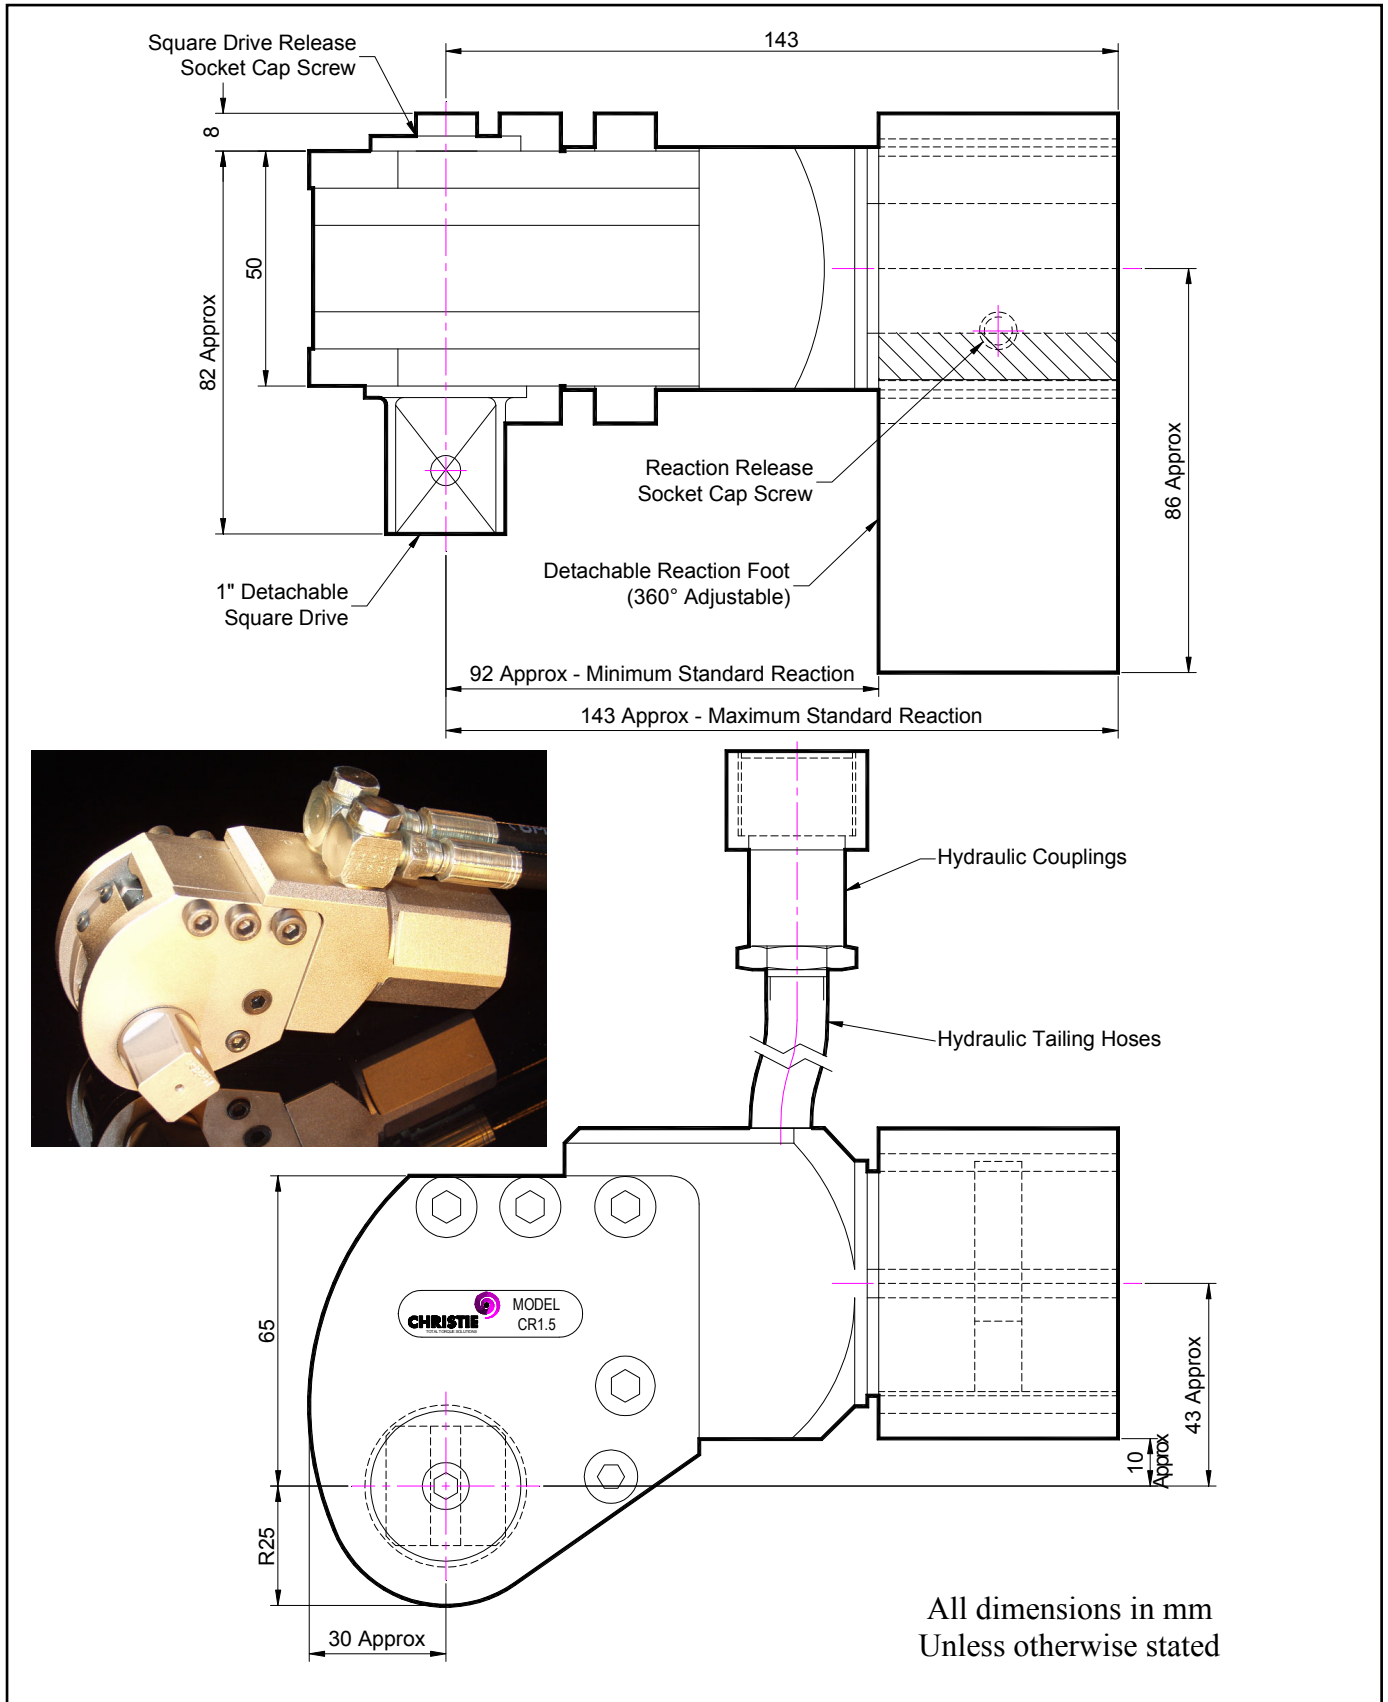 143
Square Drive Release
Socket Cap Screw
8
82 Approx
50
86 Approx
Reaction Release
Socket Cap Screw
Detachable Reaction Foot
(360° Adjustable)
1" Detachable
Square Drive
92 Approx - Minimum Standard Reaction
143 Approx - Maximum Standard Reaction
Hydraulic Couplings
Hydraulic Tailing Hoses
65
CHRISTIE
TOTAL TORQUE SOLUTIONS
MODEL
CR1.5
43 Approx
10
Approx
R25
30 Approx
All dimensions in mm
Unless otherwise stated